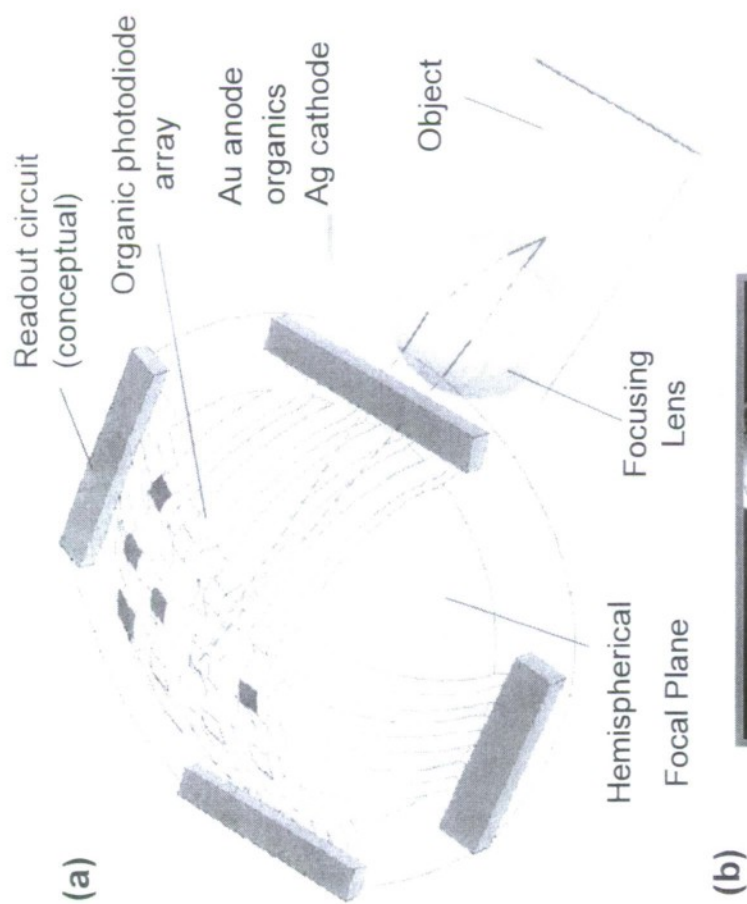 (a)
Readout circuit
(conceptual)
Organic photodiode
array
Au anode
organics
Ag cathode
Object
Focusing
Lens
Hemispherical
Focal Plane
(b)